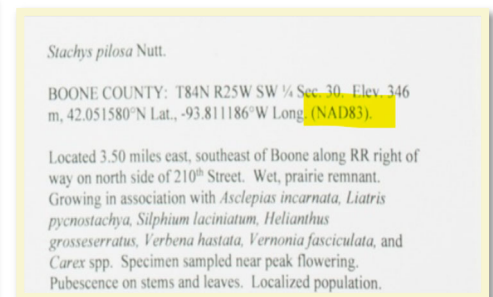 Stachys pilosa Nutt.
BOONE COUNTY: T84N R25W SW ¼ Sec. 30. Elev. 346
m, 42.051580°N Lat., -93.811186°W Long. (NAD83).
Located 3.50 miles east, southeast of Boone along RR right of
way on north side of 210th Street. Wet, prairie remnant.
Growing in association with Asclepias incarnata, Liatris
pycnostachya, Silphium laciniatum, Helianthus
grosseserratus, Verbena hastata, Vernonia fasciculata, and
Carex spp. Specimen sampled near peak flowering.
Pubescence on stems and leaves. Localized population.